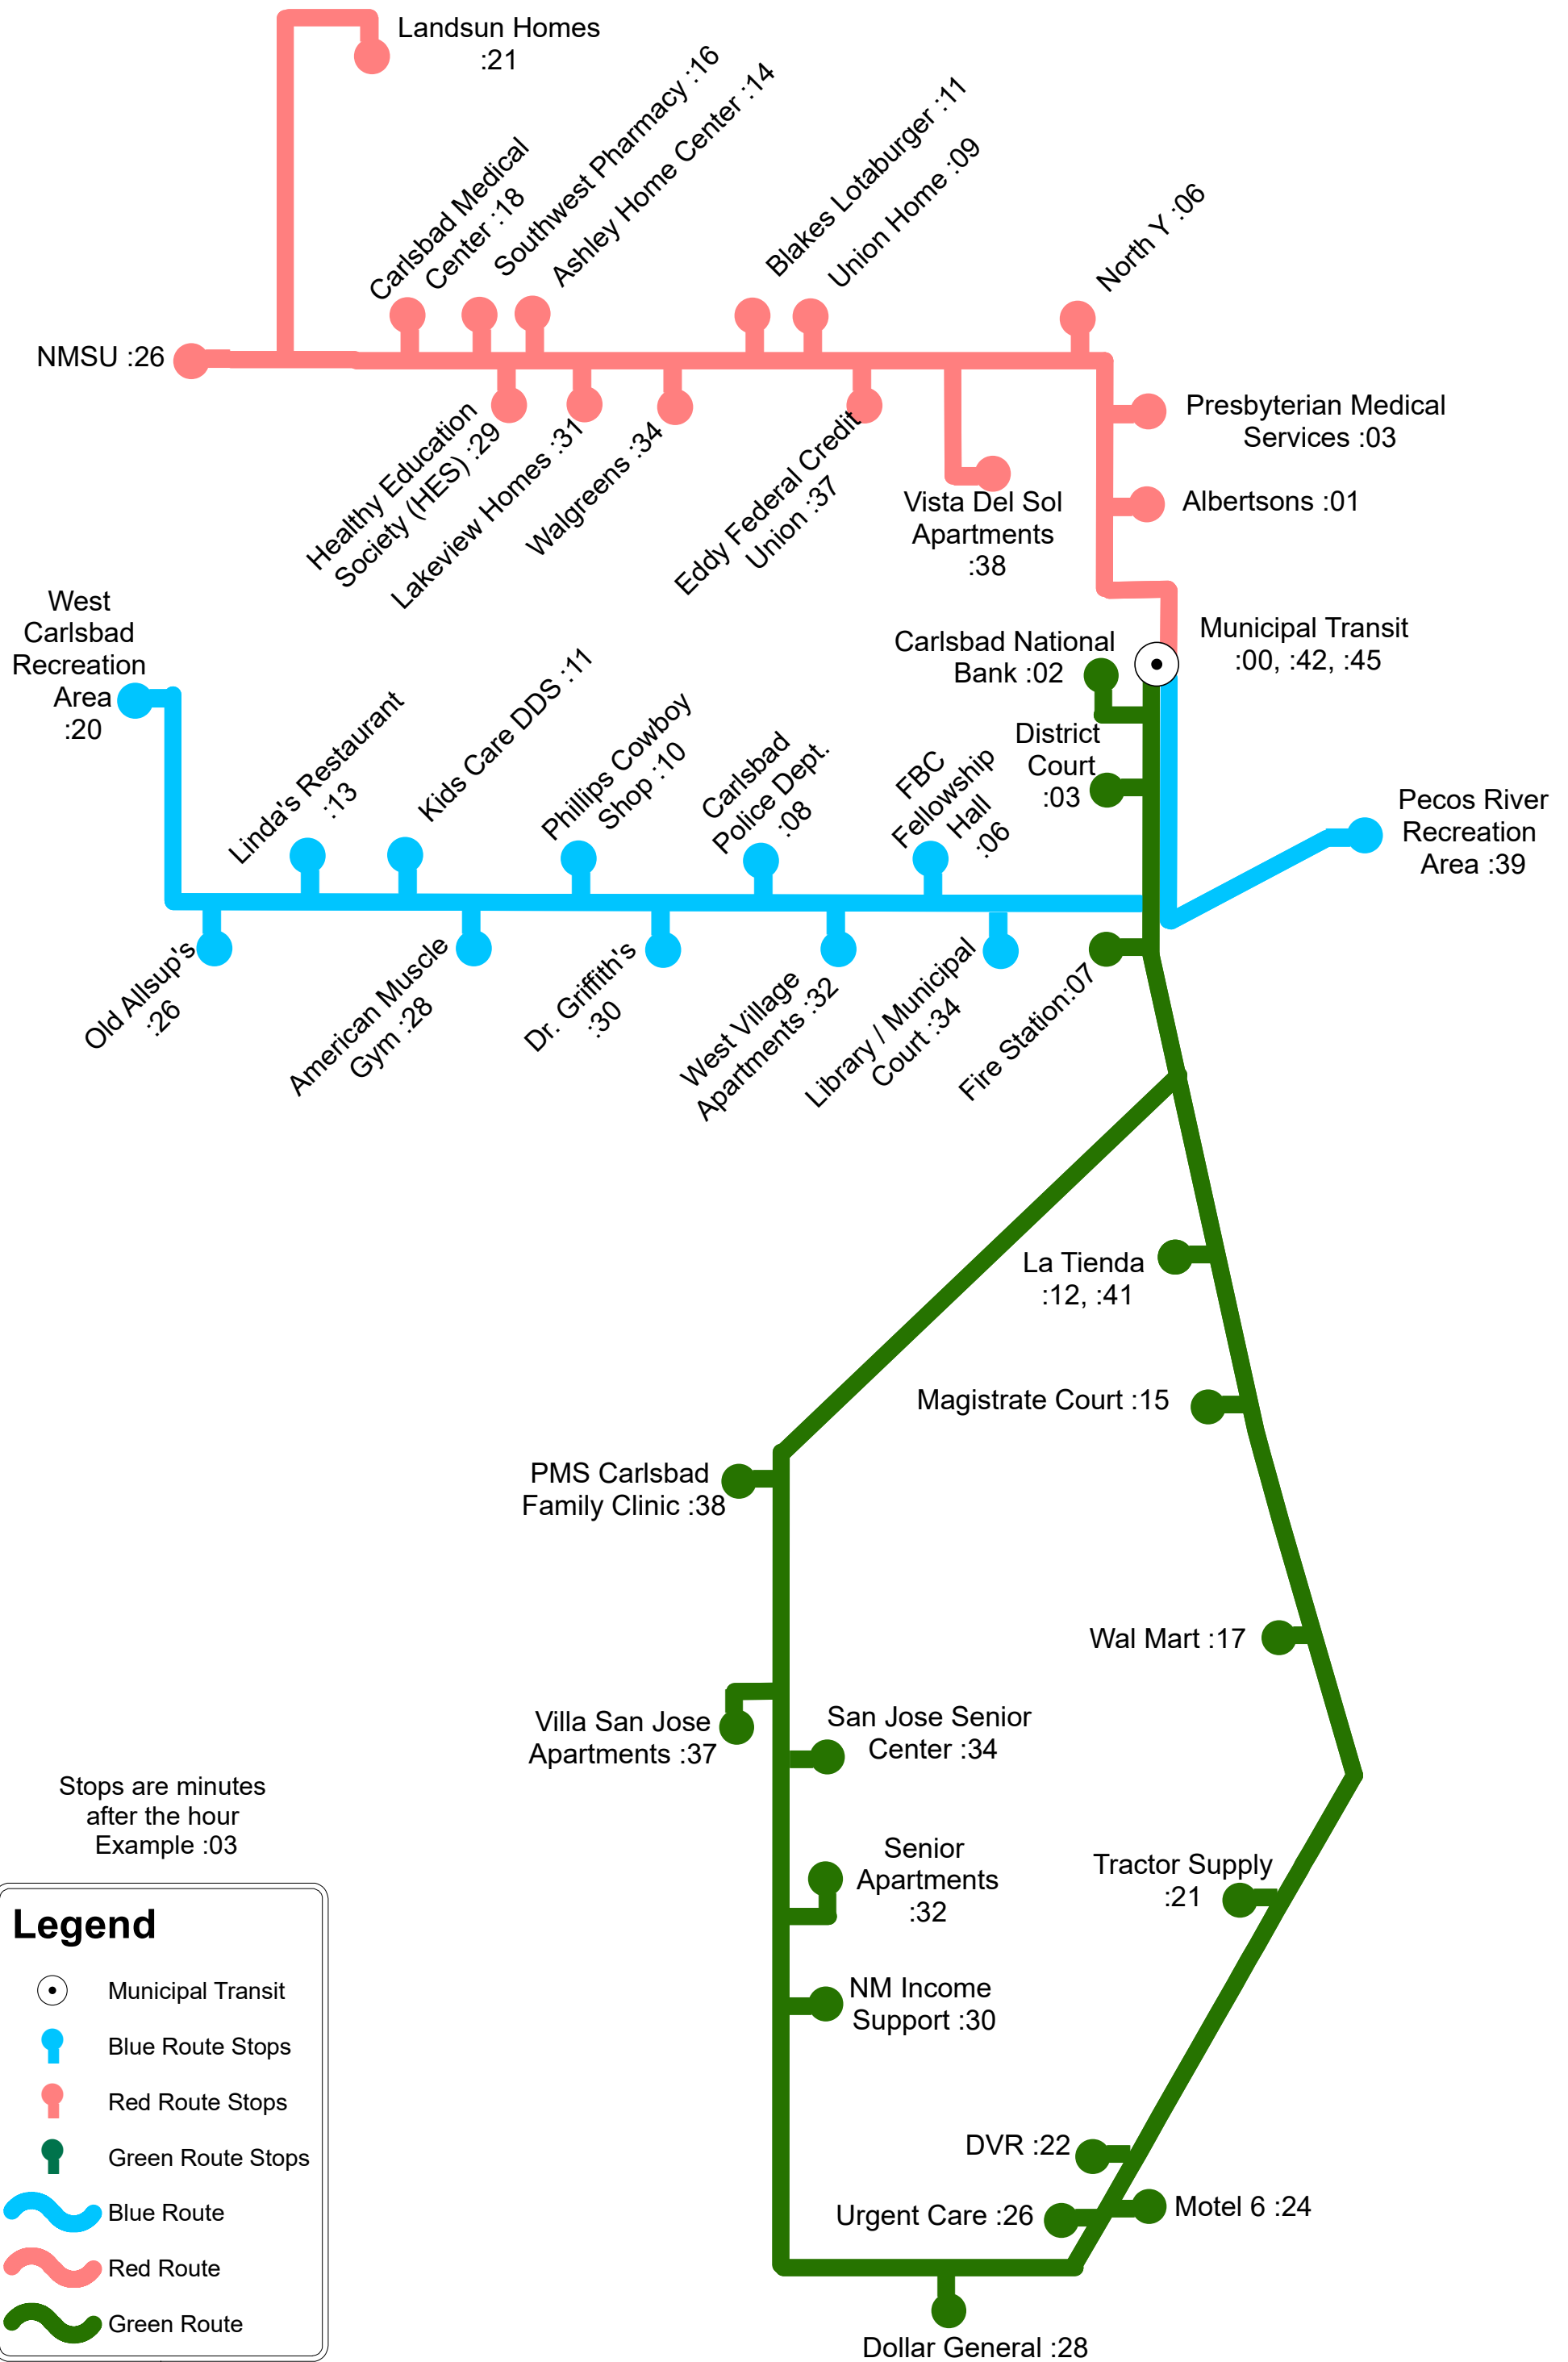 Landsun Homes
:21
Carlsbad Medical
Center :18
Southwest Pharmacy :16
Ashley Home Center :14
Blakes Lotaburger :11
Union Home :09
North Y :06
NMSU :26
Presbyterian Medical
Services :03
Albertsons :01
Healthy Education
Society (HES) :29
Lakeview Homes :31
Walgreens :34
Eddy Federal Credit
Union :37
Vista Del Sol
Apartments
:38
Municipal Transit
:00, :42, :45
Carlsbad National
Bank :02
District
Court
:03
West
Carlsbad
Recreation
Area
:20
Linda's Restaurant
:13
Kids Care DDS :11
Phillips Cowboy
Shop :10
Carlsbad
Police Dept.
:08
FBC
Fellowship
Hall
:06
Pecos River
Recreation
Area :39
Old Allsup's
:26
American Muscle
Gym :28
Dr. Griffith's
:30
West Village
Apartments :32
Library / Municipal
Court :34
Fire Station:07
La Tienda
:12, :41
Magistrate Court :15
PMS Carlsbad
Family Clinic :38
Wal Mart :17
Villa San Jose
Apartments :37
San Jose Senior
Center :34
Senior
Apartments
:32
Tractor Supply
:21
NM Income
Support :30
DVR :22
Urgent Care :26
Motel 6 :24
Dollar General :28
Stops are minutes
after the hour
Example :03
Legend
Municipal Transit
Blue Route Stops
Red Route Stops
Green Route Stops
Blue Route
Red Route
Green Route